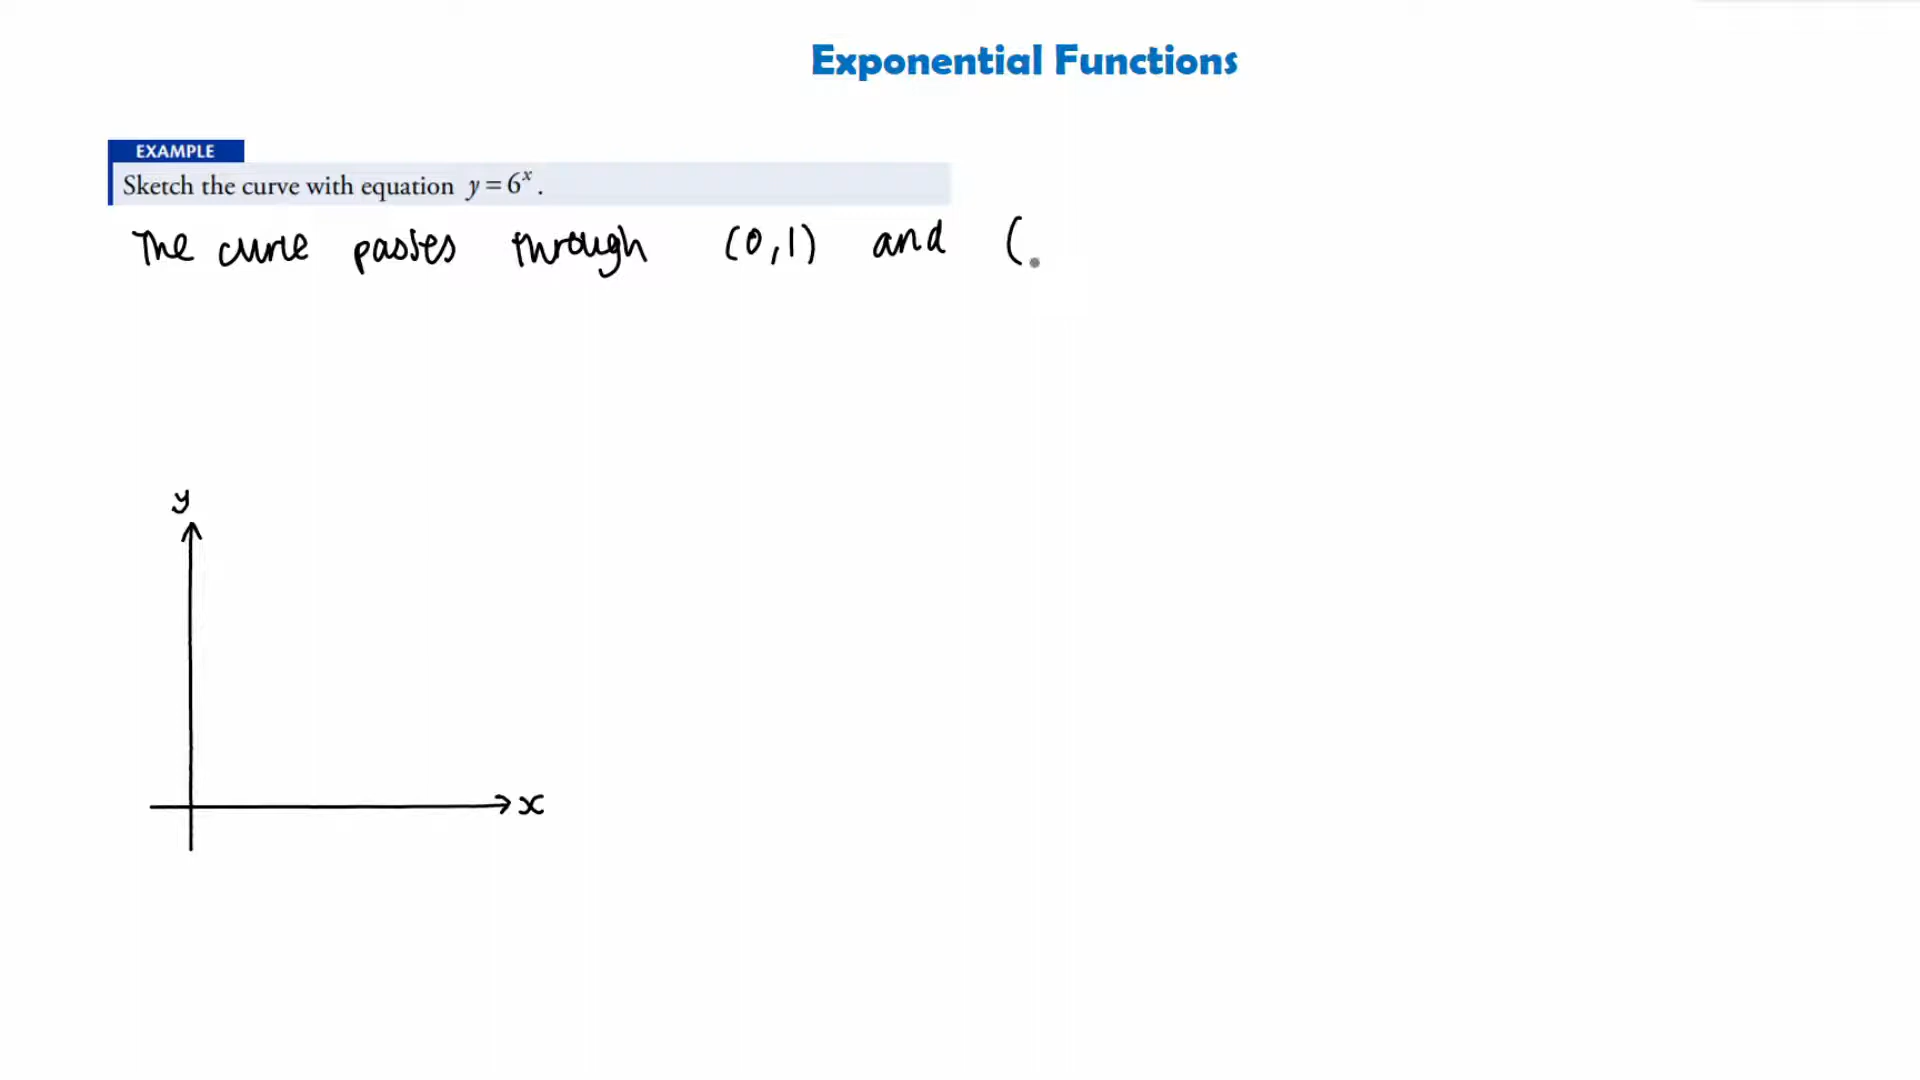 Exponential Functions
EXAMPLE
Sketch the curve with equation y = 6^x .
The curve passes through (0,1) and (
y
x